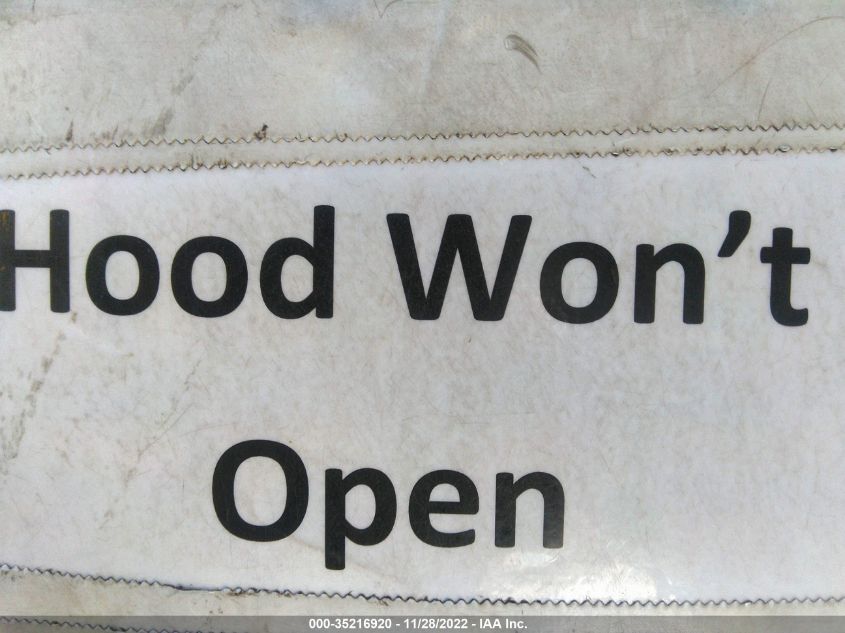 Hood Won’t
Open
000-35216920 - 11/28/2022 - IAA Inc.